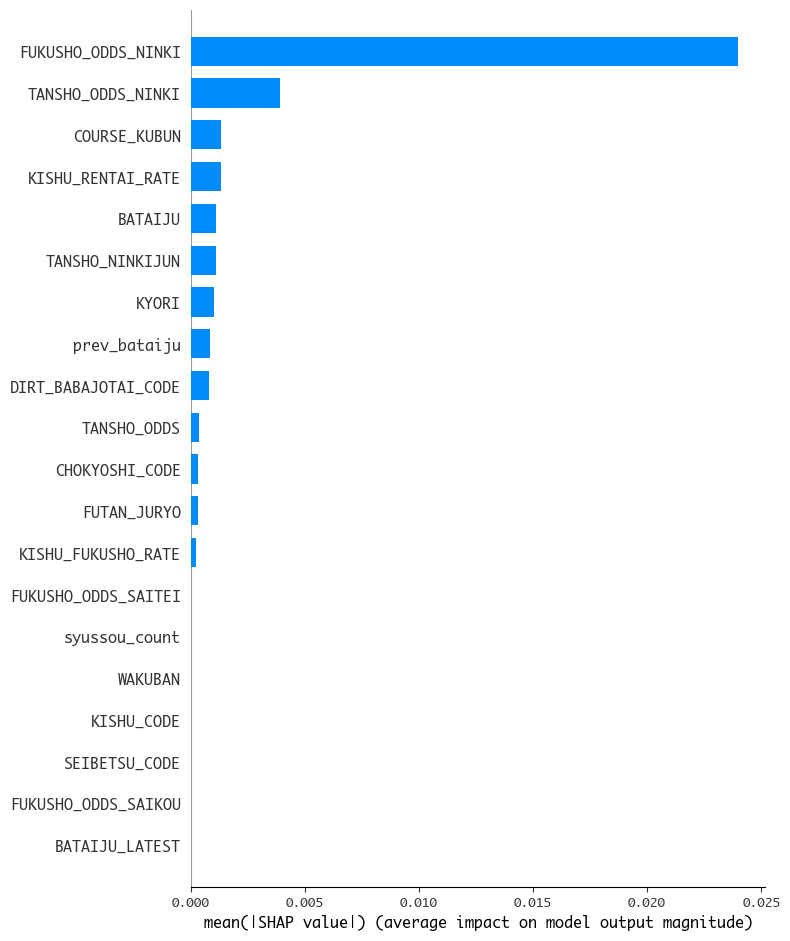 FUKUSHO_ODDS_NINKI
TANSHO_ODDS_NINKI
COURSE_KUBUN
KISHU_RENTAI_RATE
BATAIJU
TANSHO_NINKIJUN
KYORI
prev_bataiju
DIRT_BABAJOTAI_CODE
TANSHO_ODDS
CHOKYOSHI_CODE
FUTAN_JURYO
KISHU_FUKUSHO_RATE
FUKUSHO_ODDS_SAITEI
syussou_count
WAKUBAN
KISHU_CODE
SEIBETSU_CODE
FUKUSHO_ODDS_SAIKOU
BATAIJU_LATEST
0.000 0.005 0.010 0.015 0.020 0.025
mean(|SHAP value|) (average impact on model output magnitude)